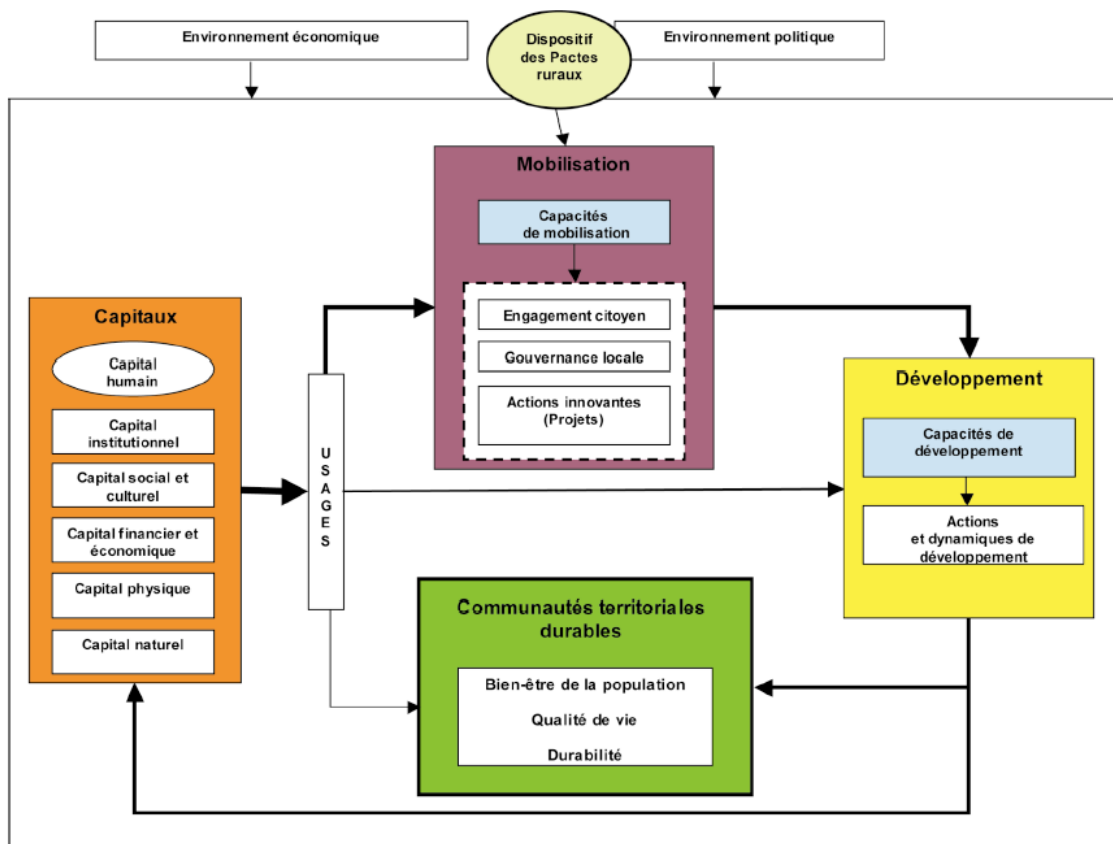 Environnement économique
Dispositif
des Pactes
ruraux
Environnement politique
Mobilisation
Capacités
de mobilisation
Engagement citoyen
Gouvernance locale
Actions innovantes
(Projets)
Capitaux
Capital
humain
Capital
institutionnel
Capital social et
culturel
Capital financier et
économique
Capital physique
Capital naturel
USAGES
Développement
Capacités de
développement
Actions
et dynamiques de
développement
Communautés territoriales
durables
Bien-être de la population
Qualité de vie
Durabilité